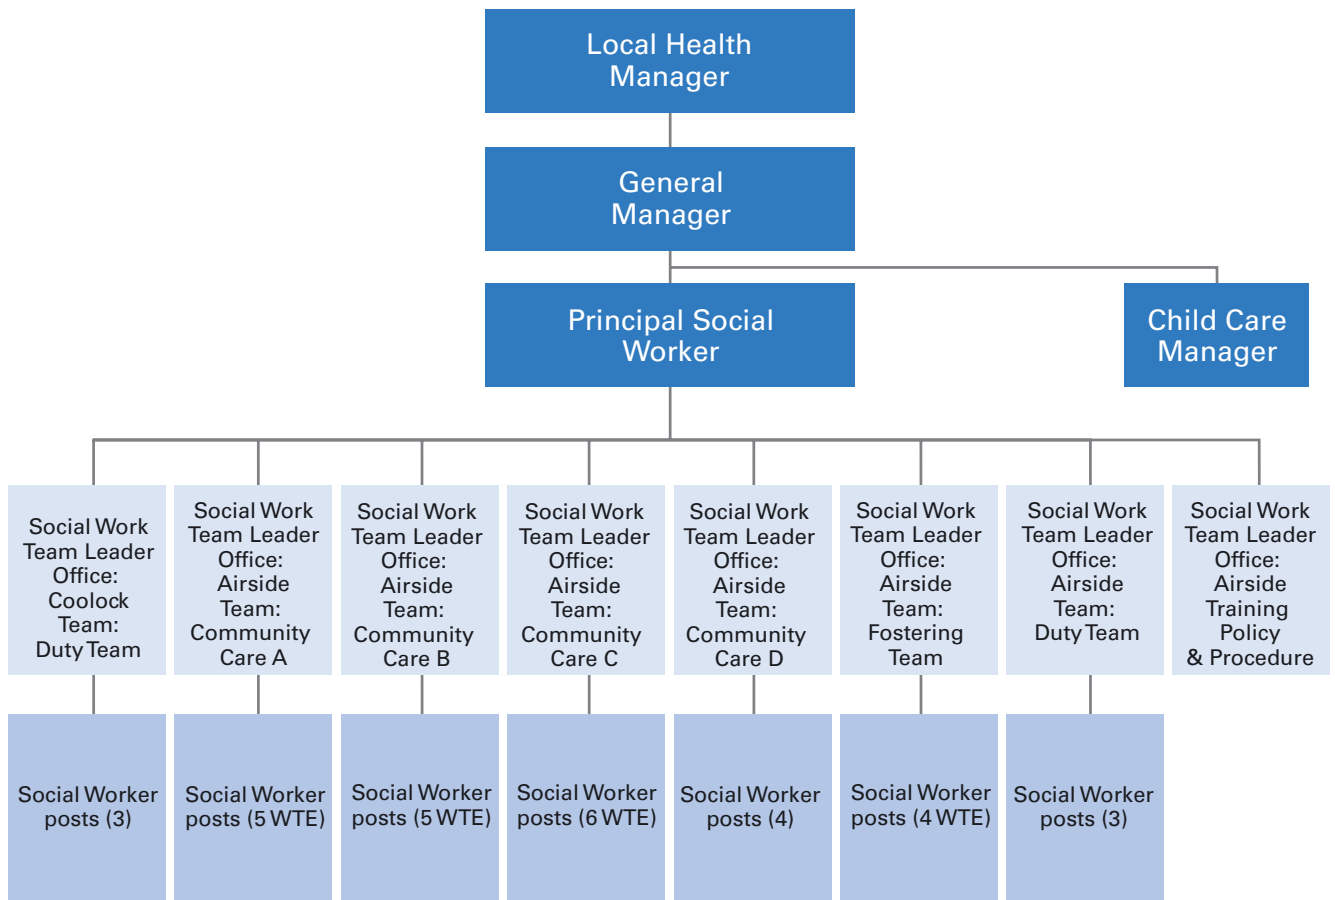 Local Health
Manager
General
Manager
Principal Social
Worker
Child Care
Manager
Social Work
Team Leader
Office:
Coolock
Team:
Duty Team
Social Work
Team Leader
Office:
Airside
Team:
Community
Care A
Social Work
Team Leader
Office:
Airside
Team:
Community
Care B
Social Work
Team Leader
Office:
Airside
Team:
Community
Care C
Social Work
Team Leader
Office:
Airside
Team:
Community
Care D
Social Work
Team Leader
Office:
Airside
Team:
Fostering
Team
Social Work
Team Leader
Office:
Airside
Team:
Duty Team
Social Work
Team Leader
Office:
Airside
Training
Policy
& Procedure
Social Worker
posts (3)
Social Worker
posts (5 WTE)
Social Worker
posts (5 WTE)
Social Worker
posts (6 WTE)
Social Worker
posts (4)
Social Worker
posts (4 WTE)
Social Worker
posts (3)